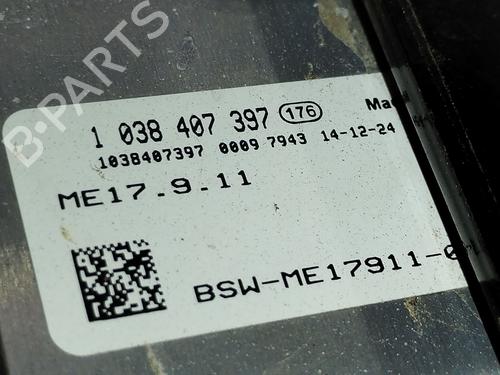 B-PARTS
1 038 407 397 176
1038407397 0009 7943 14-12-24
ME17.9.11
BSW-ME17911-